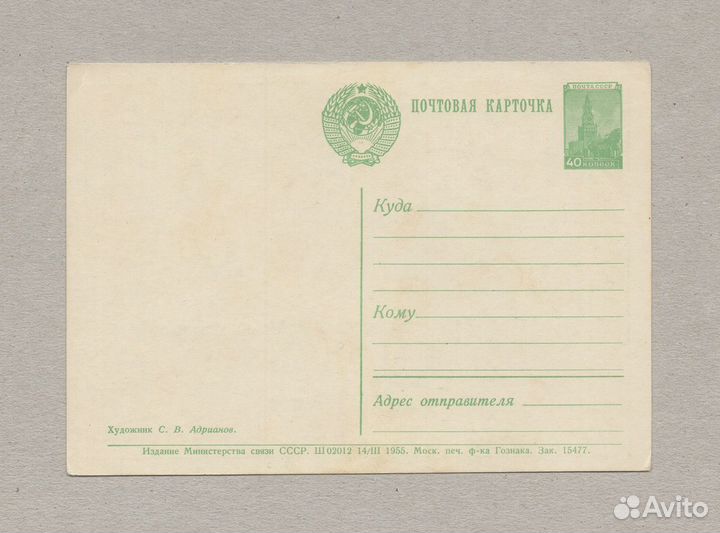 ПОЧТА СССР
ПОЧТОВАЯ КАРТОЧКА
40 КОПЕЕК
Куда
Кому
Адрес отправителя
Художник С. В. Адрианов.
Издание Министерства связи СССР. Ш 02012 14/III 1955. Моск. печ. ф-ка Гознака. Зак. 15477.
Avito